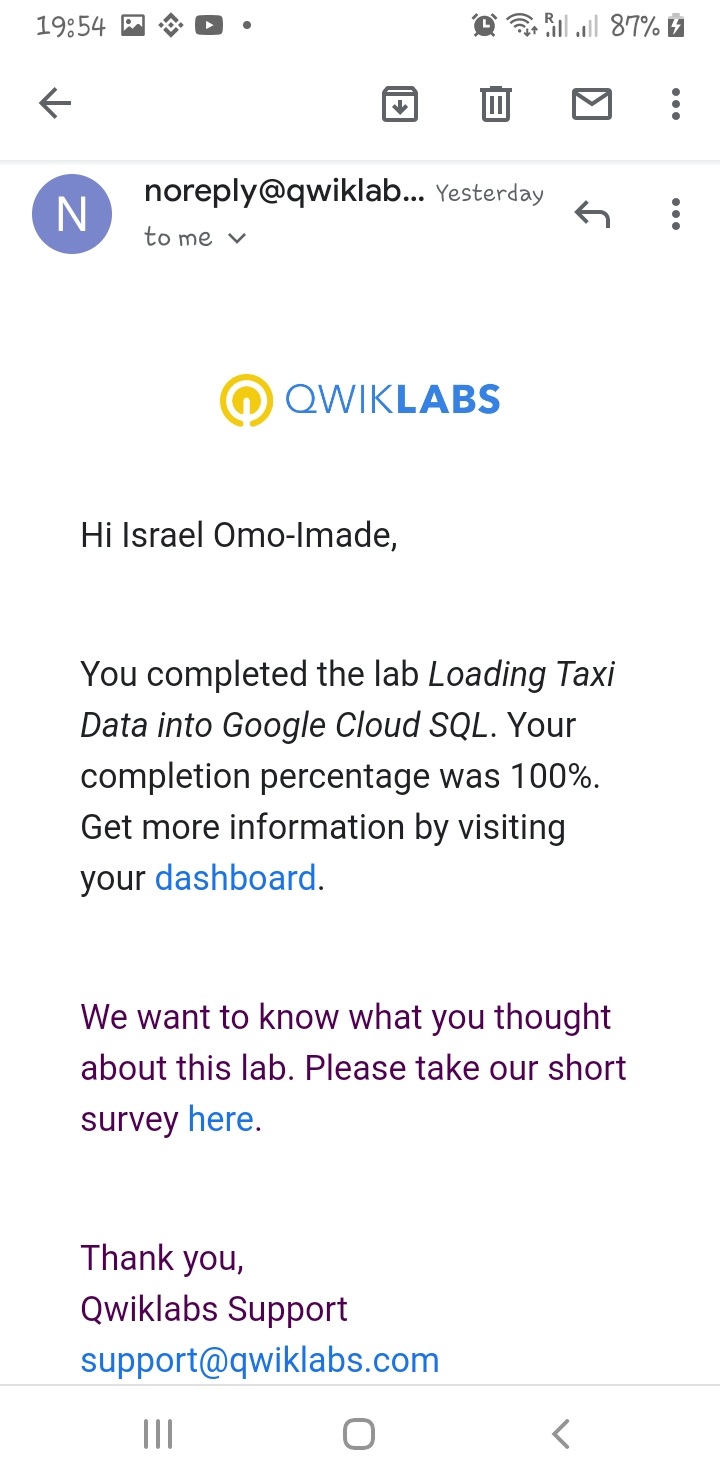 19:54 87%
noreply@qwiklab... Yesterday
N
to me
QWIKLABS
Hi Israel Omo-Imade,
You completed the lab Loading Taxi
Data into Google Cloud SQL. Your
completion percentage was 100%.
Get more information by visiting
your dashboard.
We want to know what you thought
about this lab. Please take our short
survey here.
Thank you,
Qwiklabs Support
support@qwiklabs.com